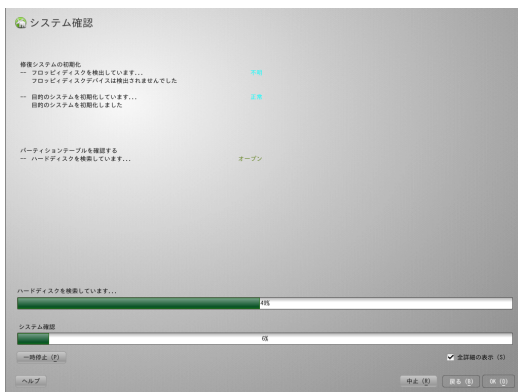 システム確認
修復システムの初期化
-- フロッピィディスクを検出しています... 不明
フロッピィディスクデバイスは検出されませんでした
-- 目的のシステムを初期化しています... 正常
目的のシステムを初期化しました
パーティションテーブルを確認する
-- ハードディスクを検索しています... オープン
ハードディスクを検索しています...
48%
システム確認
6%
一時停止 (P)
全詳細の表示 (S)
ヘルプ
中止 (R)
戻る (B)
OK (O)